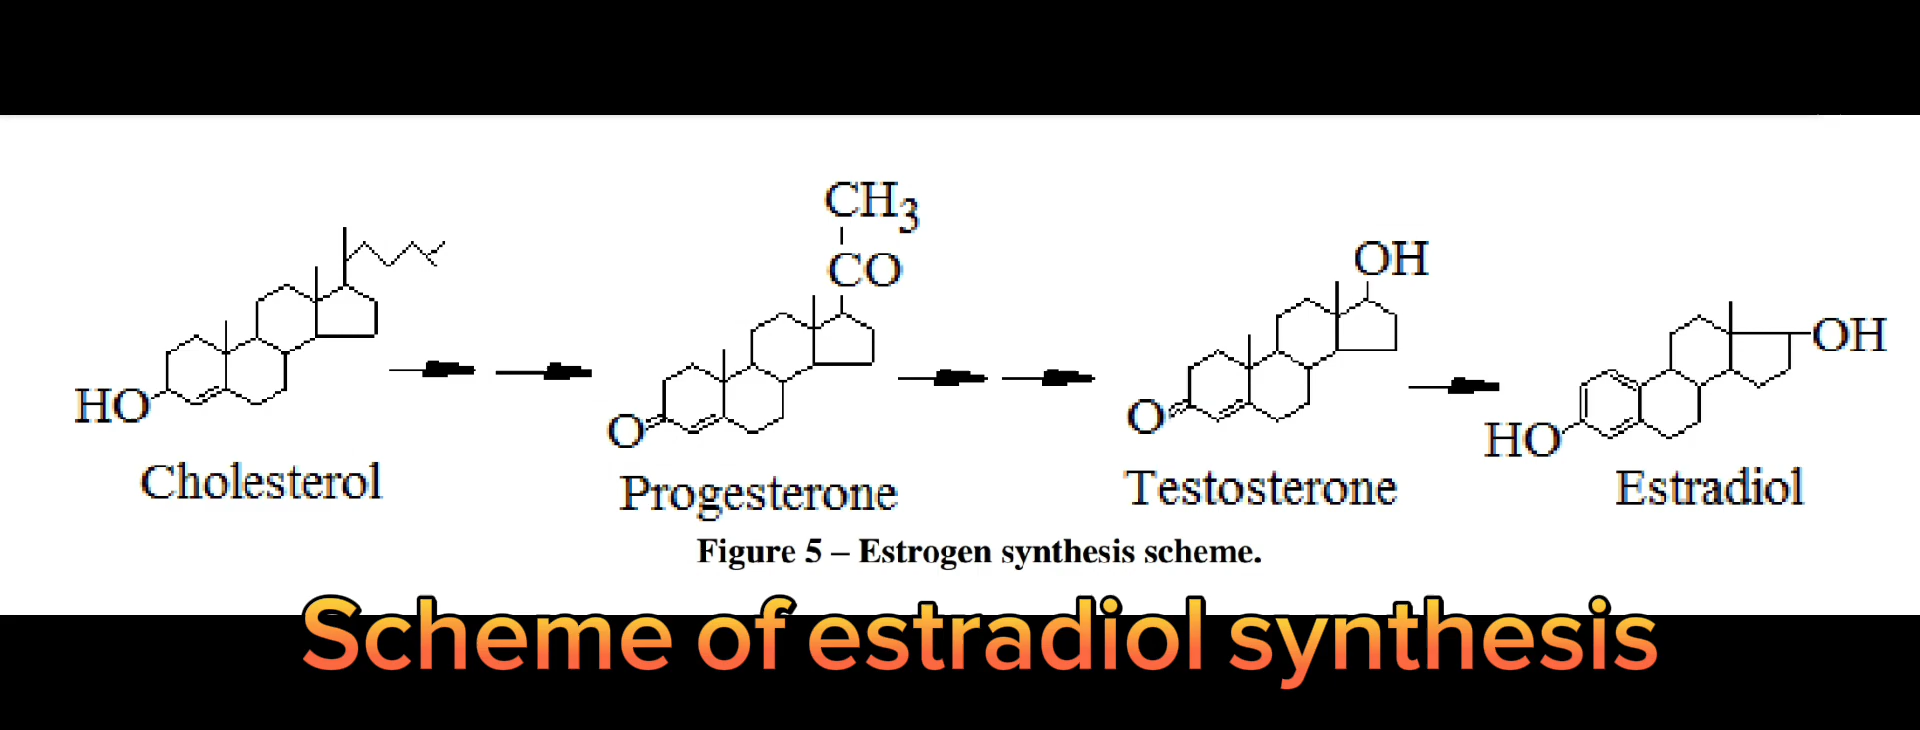 CH3
CO
OH
OH
HO
O
O
HO
Cholesterol
Progesterone
Testosterone
Estradiol
Figure 5 – Estrogen synthesis scheme.
Scheme of estradiol synthesis